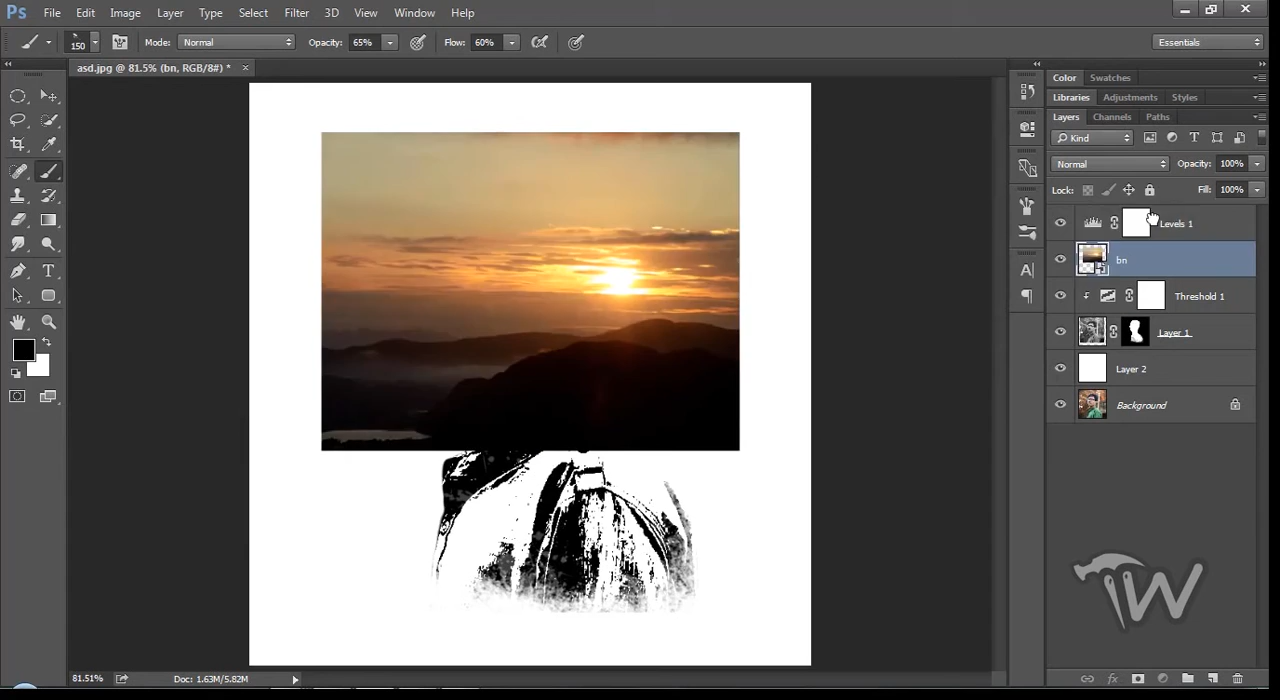 Ps File Edit Image Layer Type Select Filter 3D View Window Help
150 Mode: Normal Opacity: 65% Flow: 60% Essentials
asd.jpg @ 81.5% (bn, RGB/8#) * ×
Color Swatches
Libraries Adjustments Styles
Layers Channels Paths
Kind
Normal Opacity: 100%
Lock: Fill: 100%
Levels 1
bn
Threshold 1
Layer 1
Layer 2
Background
TW
81.51% Doc: 1.63M/5.82M